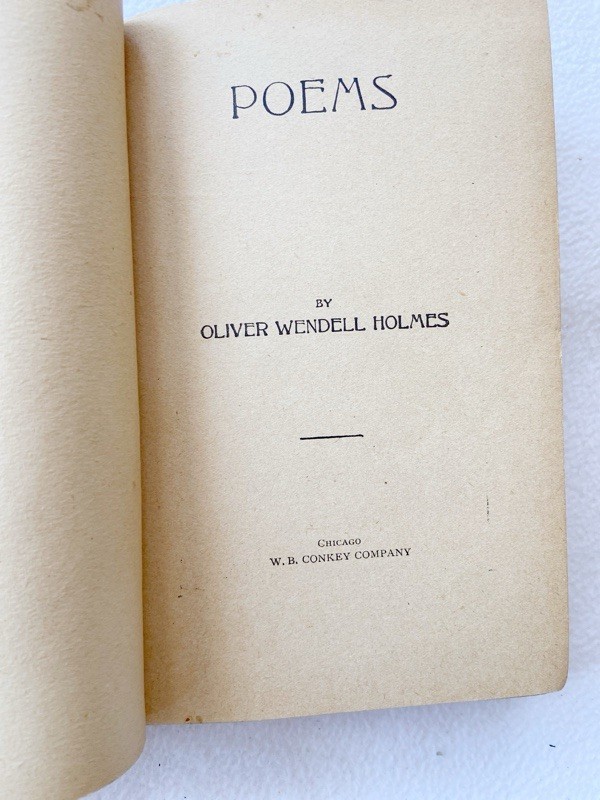 POEMS
BY
OLIVER WENDELL HOLMES
CHICAGO
W. B. CONKEY COMPANY